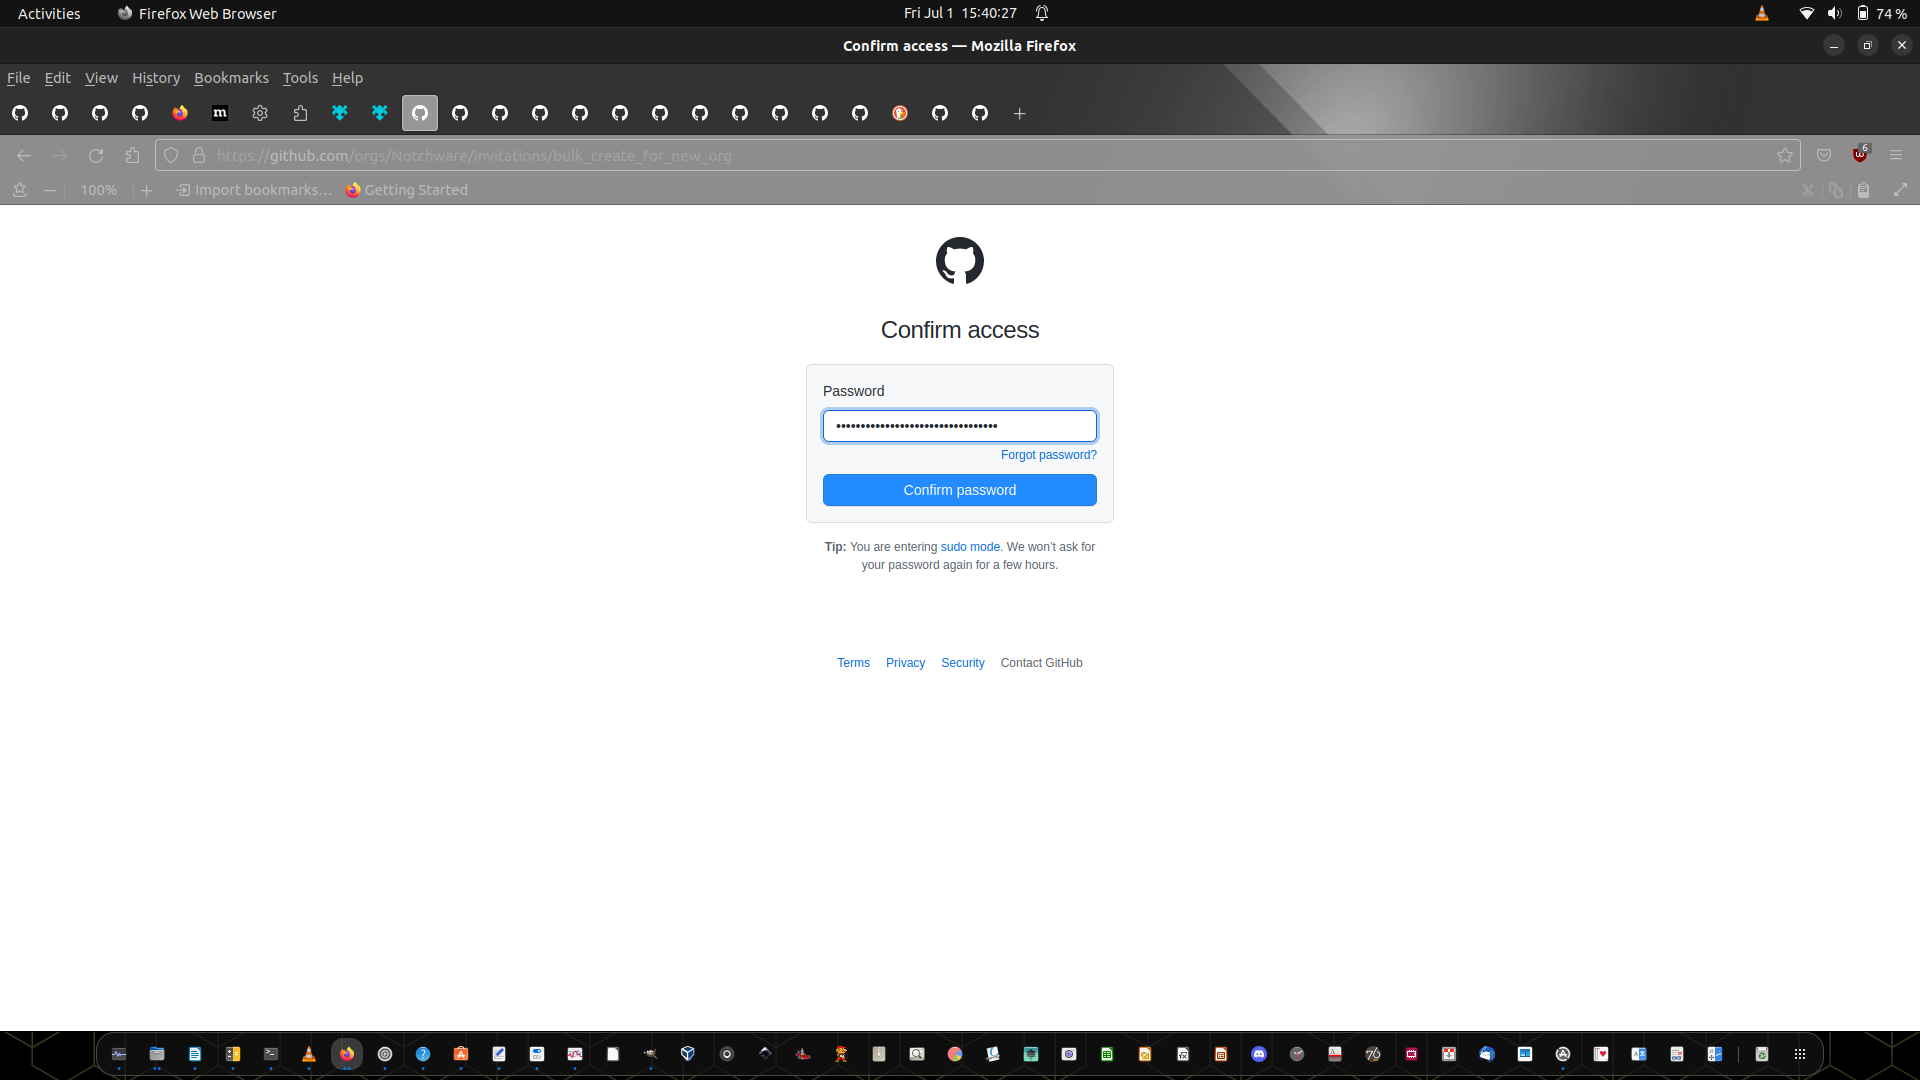 Activities Firefox Web Browser Fri Jul 1 15:40:27 74 %
Confirm access — Mozilla Firefox
File Edit View History Bookmarks Tools Help
m
https://github.com/orgs/Notchware/invitations/bulk_create_for_new_org 6
100% Import bookmarks… Getting Started
Confirm access
Password
•••••••••••••••••••••••••••••••••
Forgot password?
Confirm password
Tip: You are entering sudo mode. We won’t ask for
your password again for a few hours.
Terms Privacy Security Contact GitHub